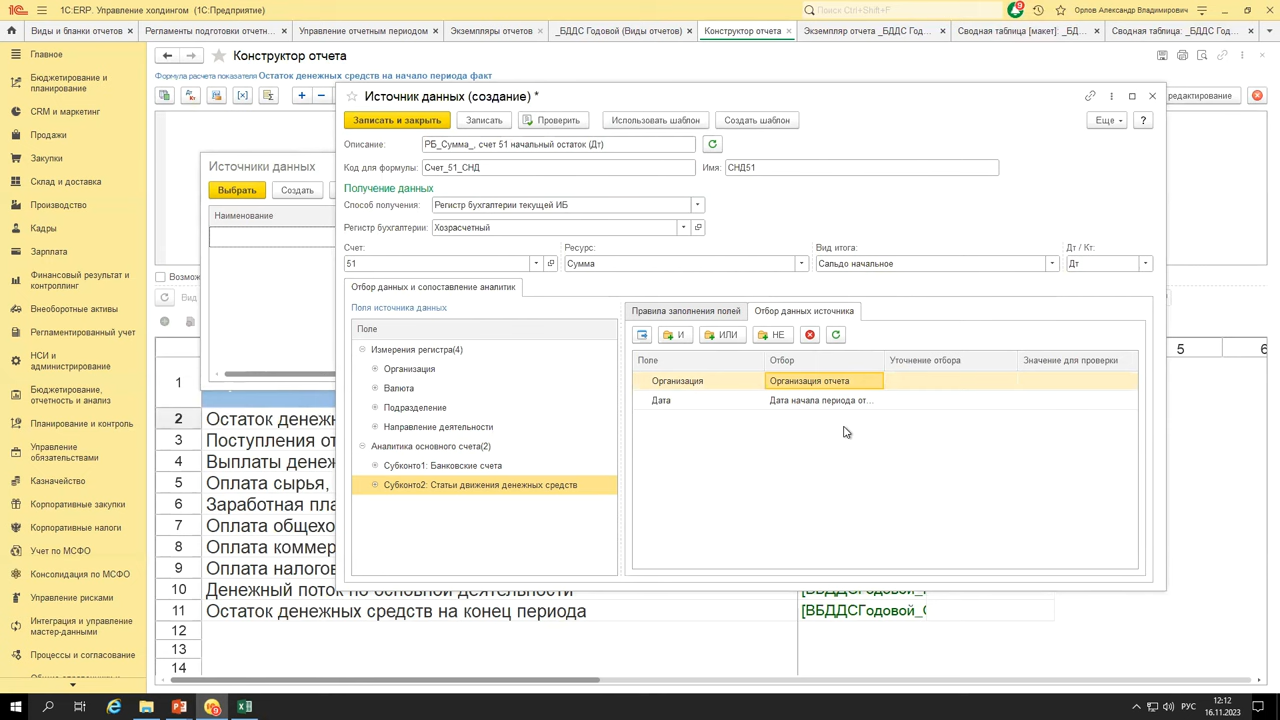 1С:ERP. Управление холдингом (1С:Предприятие)
Поиск Ctrl+Shift+F
9
Орлов Александр Владимирович
Виды и бланки отчетов
Регламенты подготовки отчетн...
Управление отчетным периодом
Экземпляры отчетов
_БДДС Годовой (Виды отчетов)
Конструктор отчета
Экземпляр отчета _БДДС Год...
Сводная таблица [макет]: _БД...
Сводная таблица: _БДДС Год...
Главное
Бюджетирование и планирование
CRM и маркетинг
Продажи
Закупки
Склад и доставка
Производство
Кадры
Зарплата
Финансовый результат и контроллинг
Внеоборотные активы
Регламентированный учет
НСИ и администрирование
Бюджетирование, отчетность и анализ
Планирование и контроль
Управление обязательствами
Казначейство
Корпоративные закупки
Корпоративные налоги
Учет по МСФО
Консолидация по МСФО
Управление рисками
Интеграция и управление мастер-данными
Процессы и согласование
Конструктор отчета
Формула расчета показателя Остаток денежных средств на начало периода факт
редактирование
Источники данных
Выбрать
Создать
Наименование
Возмож
Вид
Источник данных (создание) *
Записать и закрыть
Записать
Проверить
Использовать шаблон
Создать шаблон
Еще
?
Описание:
РБ_Сумма_, счет 51 начальный остаток (Дт)
Код для формулы:
Счет_51_СНД
Имя:
СНД51
Получение данных
Способ получения:
Регистр бухгалтерии текущей ИБ
Регистр бухгалтерии:
Хозрасчетный
Счет:
Ресурс:
Вид итога:
Дт / Кт:
51
Сумма
Сальдо начальное
Дт
Отбор данных и сопоставление аналитик
Поля источника данных
Поле
Измерения регистра(4)
Организация
Валюта
Подразделение
Направление деятельности
Аналитика основного счета(2)
Субконто1: Банковские счета
Субконто2: Статьи движения денежных средств
Правила заполнения полей
Отбор данных источника
И
ИЛИ
НЕ
Поле
Отбор
Уточнение отбора
Значение для проверки
Организация
Организация отчета
Дата
Дата начала периода от...
5
6
1
2 Остаток денежн
3 Поступления от
4 Выплаты денеж
5 Оплата сырья,
6 Заработная пла
7 Оплата общехо
8 Оплата коммер
9 Оплата налогов
10 Денежный поток по основной деятельности
11 Остаток денежных средств на конец периода
[ВБДДСГодовой_
12
13
14
РУС
12:12
16.11.2023